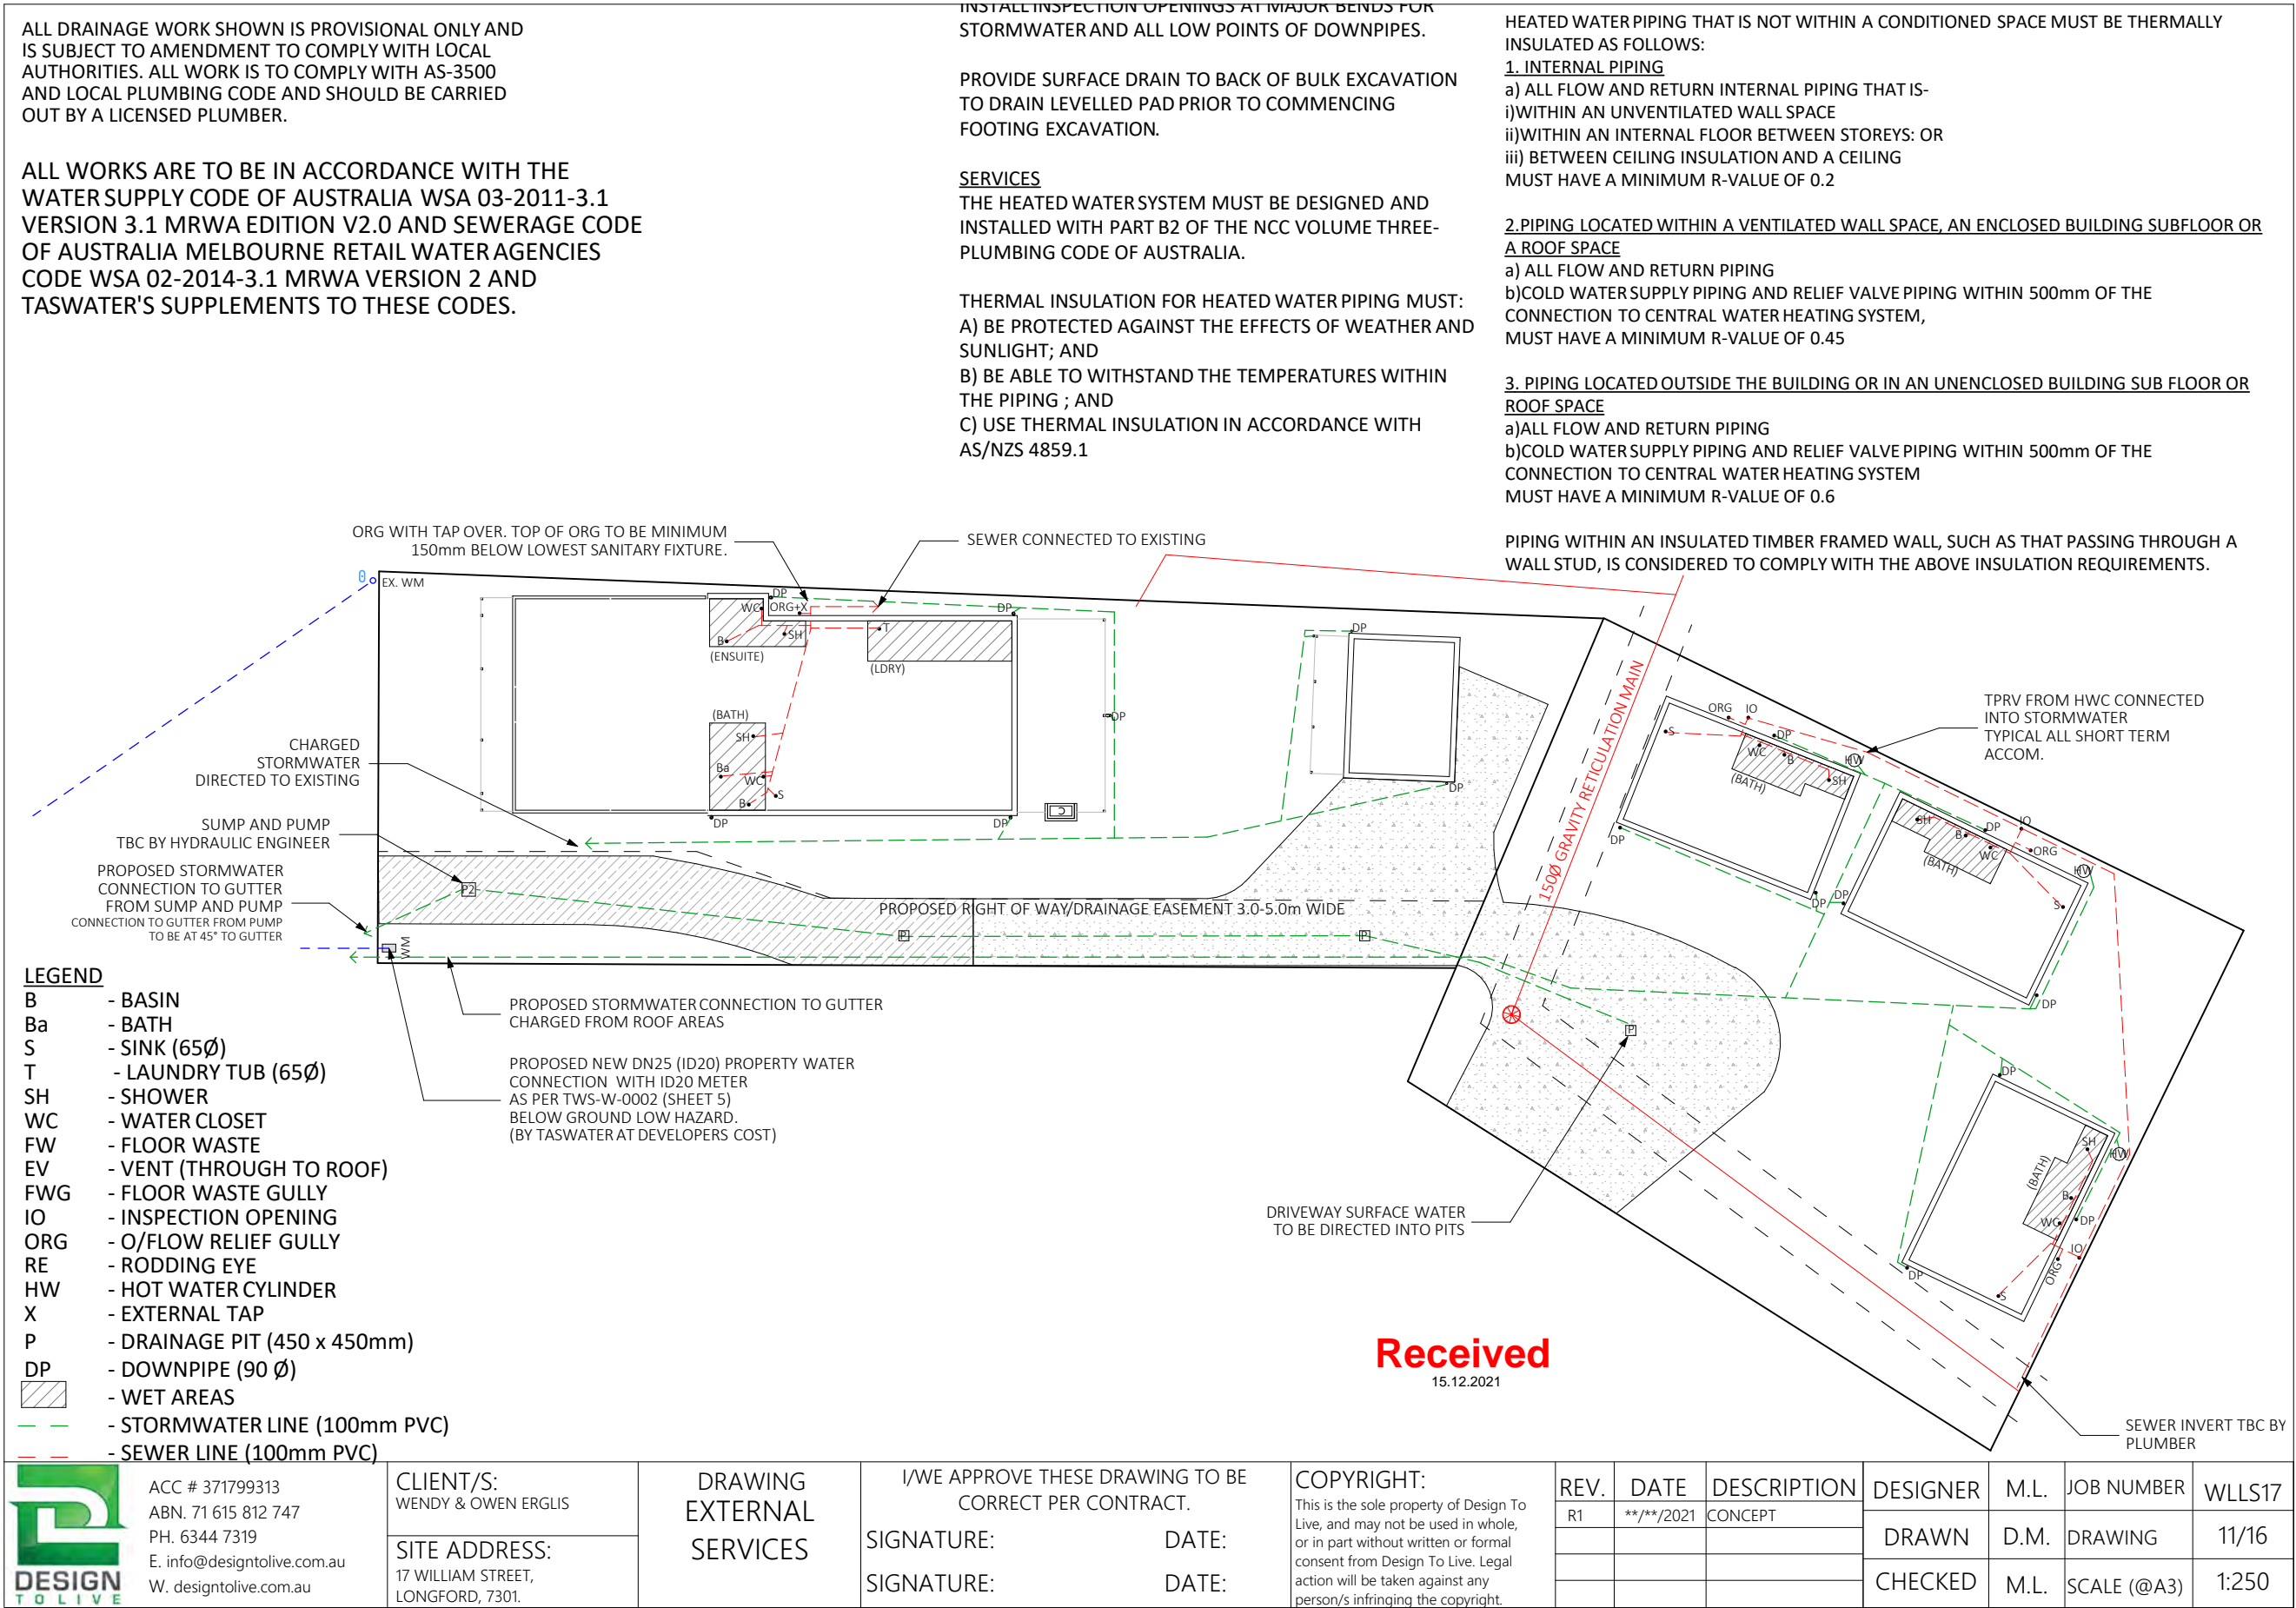 ALL DRAINAGE WORK SHOWN IS PROVISIONAL ONLY AND
IS SUBJECT TO AMENDMENT TO COMPLY WITH LOCAL
AUTHORITIES. ALL WORK IS TO COMPLY WITH AS-3500
AND LOCAL PLUMBING CODE AND SHOULD BE CARRIED
OUT BY A LICENSED PLUMBER.
ALL WORKS ARE TO BE IN ACCORDANCE WITH THE
WATER SUPPLY CODE OF AUSTRALIA WSA 03-2011-3.1
VERSION 3.1 MRWA EDITION V2.0 AND SEWERAGE CODE
OF AUSTRALIA MELBOURNE RETAIL WATER AGENCIES
CODE WSA 02-2014-3.1 MRWA VERSION 2 AND
TASWATER'S SUPPLEMENTS TO THESE CODES.
INSTALL INSPECTION OPENINGS AT MAJOR BENDS FOR
STORMWATER AND ALL LOW POINTS OF DOWNPIPES.
PROVIDE SURFACE DRAIN TO BACK OF BULK EXCAVATION
TO DRAIN LEVELLED PAD PRIOR TO COMMENCING
FOOTING EXCAVATION.
SERVICES
THE HEATED WATER SYSTEM MUST BE DESIGNED AND
INSTALLED WITH PART B2 OF THE NCC VOLUME THREE-
PLUMBING CODE OF AUSTRALIA.
THERMAL INSULATION FOR HEATED WATER PIPING MUST:
A) BE PROTECTED AGAINST THE EFFECTS OF WEATHER AND
SUNLIGHT; AND
B) BE ABLE TO WITHSTAND THE TEMPERATURES WITHIN
THE PIPING ; AND
C) USE THERMAL INSULATION IN ACCORDANCE WITH
AS/NZS 4859.1
HEATED WATER PIPING THAT IS NOT WITHIN A CONDITIONED SPACE MUST BE THERMALLY
INSULATED AS FOLLOWS:
1. INTERNAL PIPING
a) ALL FLOW AND RETURN INTERNAL PIPING THAT IS-
i)WITHIN AN UNVENTILATED WALL SPACE
ii)WITHIN AN INTERNAL FLOOR BETWEEN STOREYS: OR
iii) BETWEEN CEILING INSULATION AND A CEILING
MUST HAVE A MINIMUM R-VALUE OF 0.2
2.PIPING LOCATED WITHIN A VENTILATED WALL SPACE, AN ENCLOSED BUILDING SUBFLOOR OR
A ROOF SPACE
a) ALL FLOW AND RETURN PIPING
b)COLD WATER SUPPLY PIPING AND RELIEF VALVE PIPING WITHIN 500mm OF THE
CONNECTION TO CENTRAL WATER HEATING SYSTEM,
MUST HAVE A MINIMUM R-VALUE OF 0.45
3. PIPING LOCATED OUTSIDE THE BUILDING OR IN AN UNENCLOSED BUILDING SUB FLOOR OR
ROOF SPACE
a)ALL FLOW AND RETURN PIPING
b)COLD WATER SUPPLY PIPING AND RELIEF VALVE PIPING WITHIN 500mm OF THE
CONNECTION TO CENTRAL WATER HEATING SYSTEM
MUST HAVE A MINIMUM R-VALUE OF 0.6
PIPING WITHIN AN INSULATED TIMBER FRAMED WALL, SUCH AS THAT PASSING THROUGH A
WALL STUD, IS CONSIDERED TO COMPLY WITH THE ABOVE INSULATION REQUIREMENTS.
ORG WITH TAP OVER. TOP OF ORG TO BE MINIMUM
150mm BELOW LOWEST SANITARY FIXTURE.
SEWER CONNECTED TO EXISTING
0
EX. WM
DP
WC
ORG+X
SH
B
(ENSUITE)
T
(LDRY)
DP
DP
(BATH)
SH
Ba
WC
B
S
DP
DP
DP
DP
150Ø GRAVITY RETICULATION MAIN
ORG
IO
S
DP
WC
B
(BATH)
SH
HW
DP
DP
DP
SH
B
DP
IO
WC
ORG
(BATH)
HW
S
DP
DP
SH
HW
(BATH)
B
WC
DP
IO
ORG
S
DP
TPRV FROM HWC CONNECTED
INTO STORMWATER
TYPICAL ALL SHORT TERM
ACCOM.
CHARGED
STORMWATER
DIRECTED TO EXISTING
SUMP AND PUMP
TBC BY HYDRAULIC ENGINEER
PROPOSED STORMWATER
CONNECTION TO GUTTER
FROM SUMP AND PUMP
CONNECTION TO GUTTER FROM PUMP
TO BE AT 45° TO GUTTER
P2
WM
PROPOSED RIGHT OF WAY/DRAINAGE EASEMENT 3.0-5.0m WIDE
P
P
P
PROPOSED STORMWATER CONNECTION TO GUTTER
CHARGED FROM ROOF AREAS
PROPOSED NEW DN25 (ID20) PROPERTY WATER
CONNECTION WITH ID20 METER
AS PER TWS-W-0002 (SHEET 5)
BELOW GROUND LOW HAZARD.
(BY TASWATER AT DEVELOPERS COST)
DRIVEWAY SURFACE WATER
TO BE DIRECTED INTO PITS
SEWER INVERT TBC BY
PLUMBER
Received
15.12.2021
LEGEND
B - BASIN
Ba - BATH
S - SINK (65Ø)
T - LAUNDRY TUB (65Ø)
SH - SHOWER
WC - WATER CLOSET
FW - FLOOR WASTE
EV - VENT (THROUGH TO ROOF)
FWG - FLOOR WASTE GULLY
IO - INSPECTION OPENING
ORG - O/FLOW RELIEF GULLY
RE - RODDING EYE
HW - HOT WATER CYLINDER
X - EXTERNAL TAP
P - DRAINAGE PIT (450 x 450mm)
DP - DOWNPIPE (90 Ø)
- WET AREAS
- STORMWATER LINE (100mm PVC)
- SEWER LINE (100mm PVC)
DESIGN
TO LIVE
ACC # 371799313
ABN. 71 615 812 747
PH. 6344 7319
E. info@designtolive.com.au
W. designtolive.com.au
CLIENT/S:
WENDY & OWEN ERGLIS
SITE ADDRESS:
17 WILLIAM STREET,
LONGFORD, 7301.
DRAWING
EXTERNAL
SERVICES
I/WE APPROVE THESE DRAWING TO BE
CORRECT PER CONTRACT.
SIGNATURE: DATE:
SIGNATURE: DATE:
COPYRIGHT:
This is the sole property of Design To
Live, and may not be used in whole,
or in part without written or formal
consent from Design To Live. Legal
action will be taken against any
person/s infringing the copyright.
REV. DATE DESCRIPTION
R1 **/**/2021 CONCEPT
DESIGNER M.L. JOB NUMBER WLLS17
DRAWN D.M. DRAWING 11/16
CHECKED M.L. SCALE (@A3) 1:250